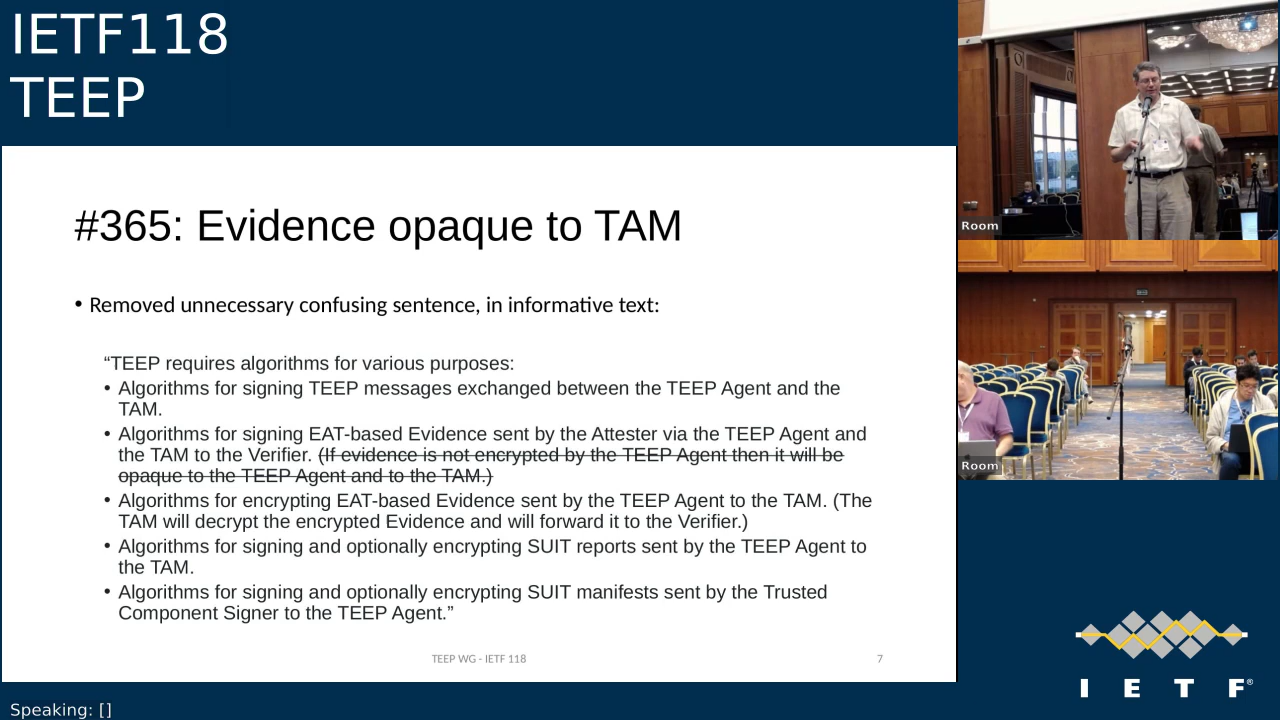 IETF118
TEEP
#365: Evidence opaque to TAM
• Removed unnecessary confusing sentence, in informative text:
“TEEP requires algorithms for various purposes:
• Algorithms for signing TEEP messages exchanged between the TEEP Agent and the
TAM.
• Algorithms for signing EAT-based Evidence sent by the Attester via the TEEP Agent and
the TAM to the Verifier. (If evidence is not encrypted by the TEEP Agent then it will be
opaque to the TEEP Agent and to the TAM.)
• Algorithms for encrypting EAT-based Evidence sent by the TEEP Agent to the TAM. (The
TAM will decrypt the encrypted Evidence and will forward it to the Verifier.)
• Algorithms for signing and optionally encrypting SUIT reports sent by the TEEP Agent to
the TAM.
• Algorithms for signing and optionally encrypting SUIT manifests sent by the Trusted
Component Signer to the TEEP Agent.”
TEEP WG - IETF 118
7
Room
Room
I E T F®
Speaking: []